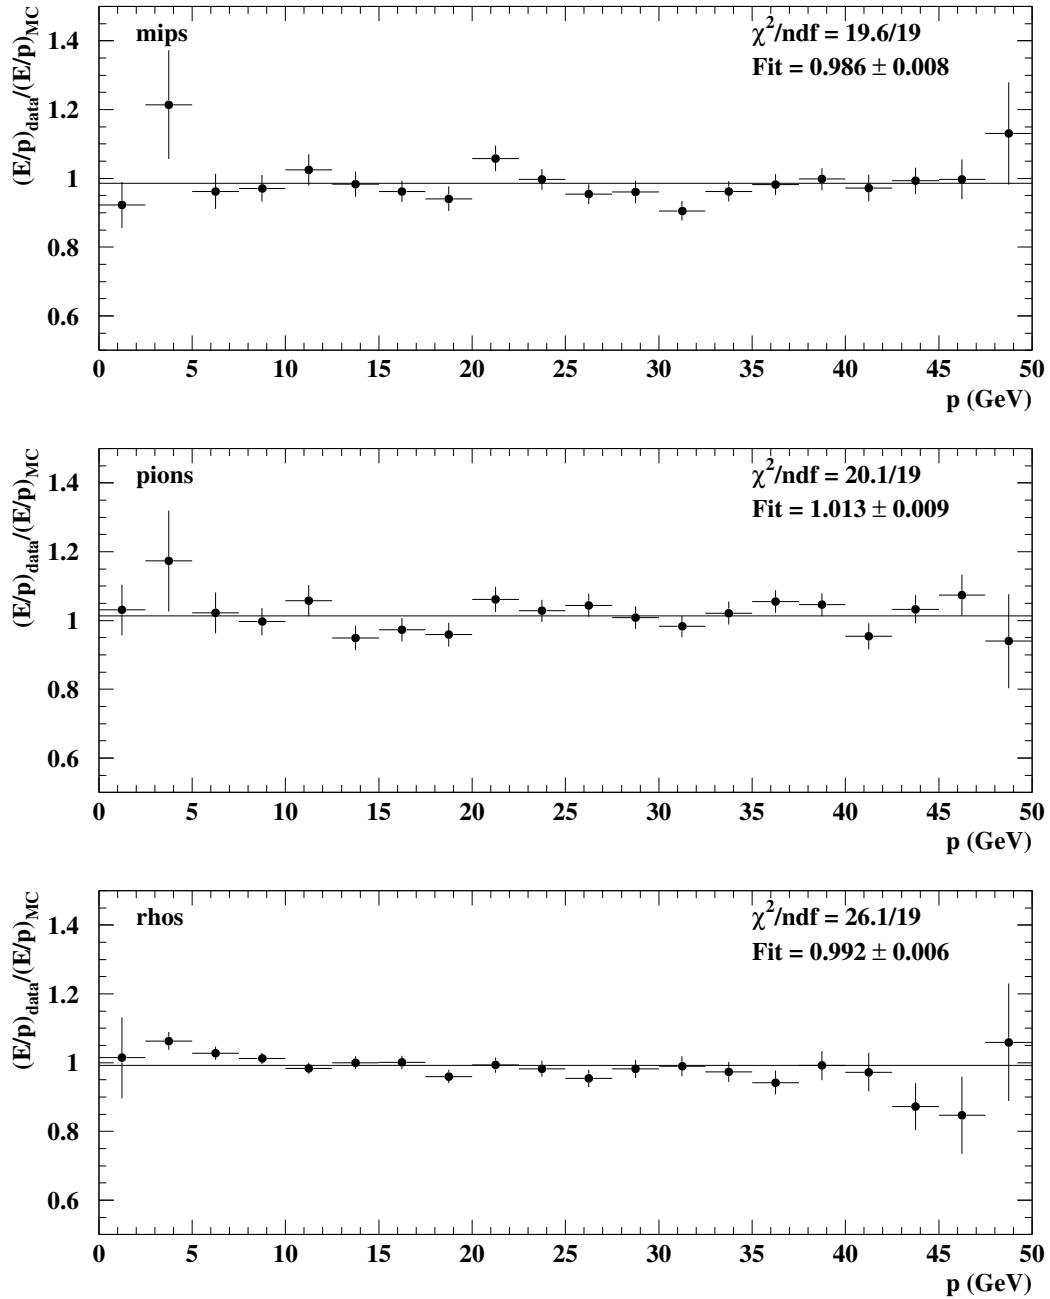 mips
χ²/ndf = 19.6/19
Fit = 0.986 ± 0.008
(E/p)data/(E/p)MC
1.4
1.2
1
0.8
0.6
0 5 10 15 20 25 30 35 40 45 50
p (GeV)
pions
χ²/ndf = 20.1/19
Fit = 1.013 ± 0.009
(E/p)data/(E/p)MC
1.4
1.2
1
0.8
0.6
0 5 10 15 20 25 30 35 40 45 50
p (GeV)
rhos
χ²/ndf = 26.1/19
Fit = 0.992 ± 0.006
(E/p)data/(E/p)MC
1.4
1.2
1
0.8
0.6
0 5 10 15 20 25 30 35 40 45 50
p (GeV)